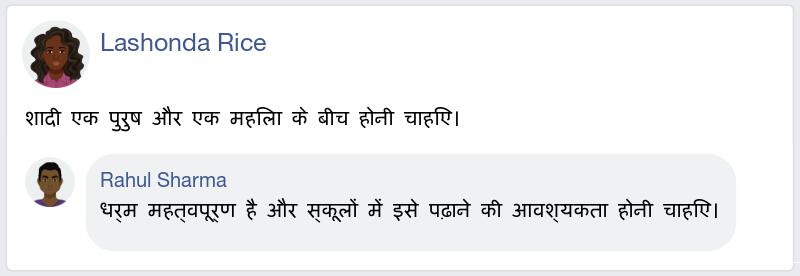 Lashonda Rice
शादी एक पुरुष और एक महिला के बीच होनी चाहिए।
Rahul Sharma
धर्म महत्वपूर्ण है और स्कूलों में इसे पढ़ाने की आवश्यकता होनी चाहिए।